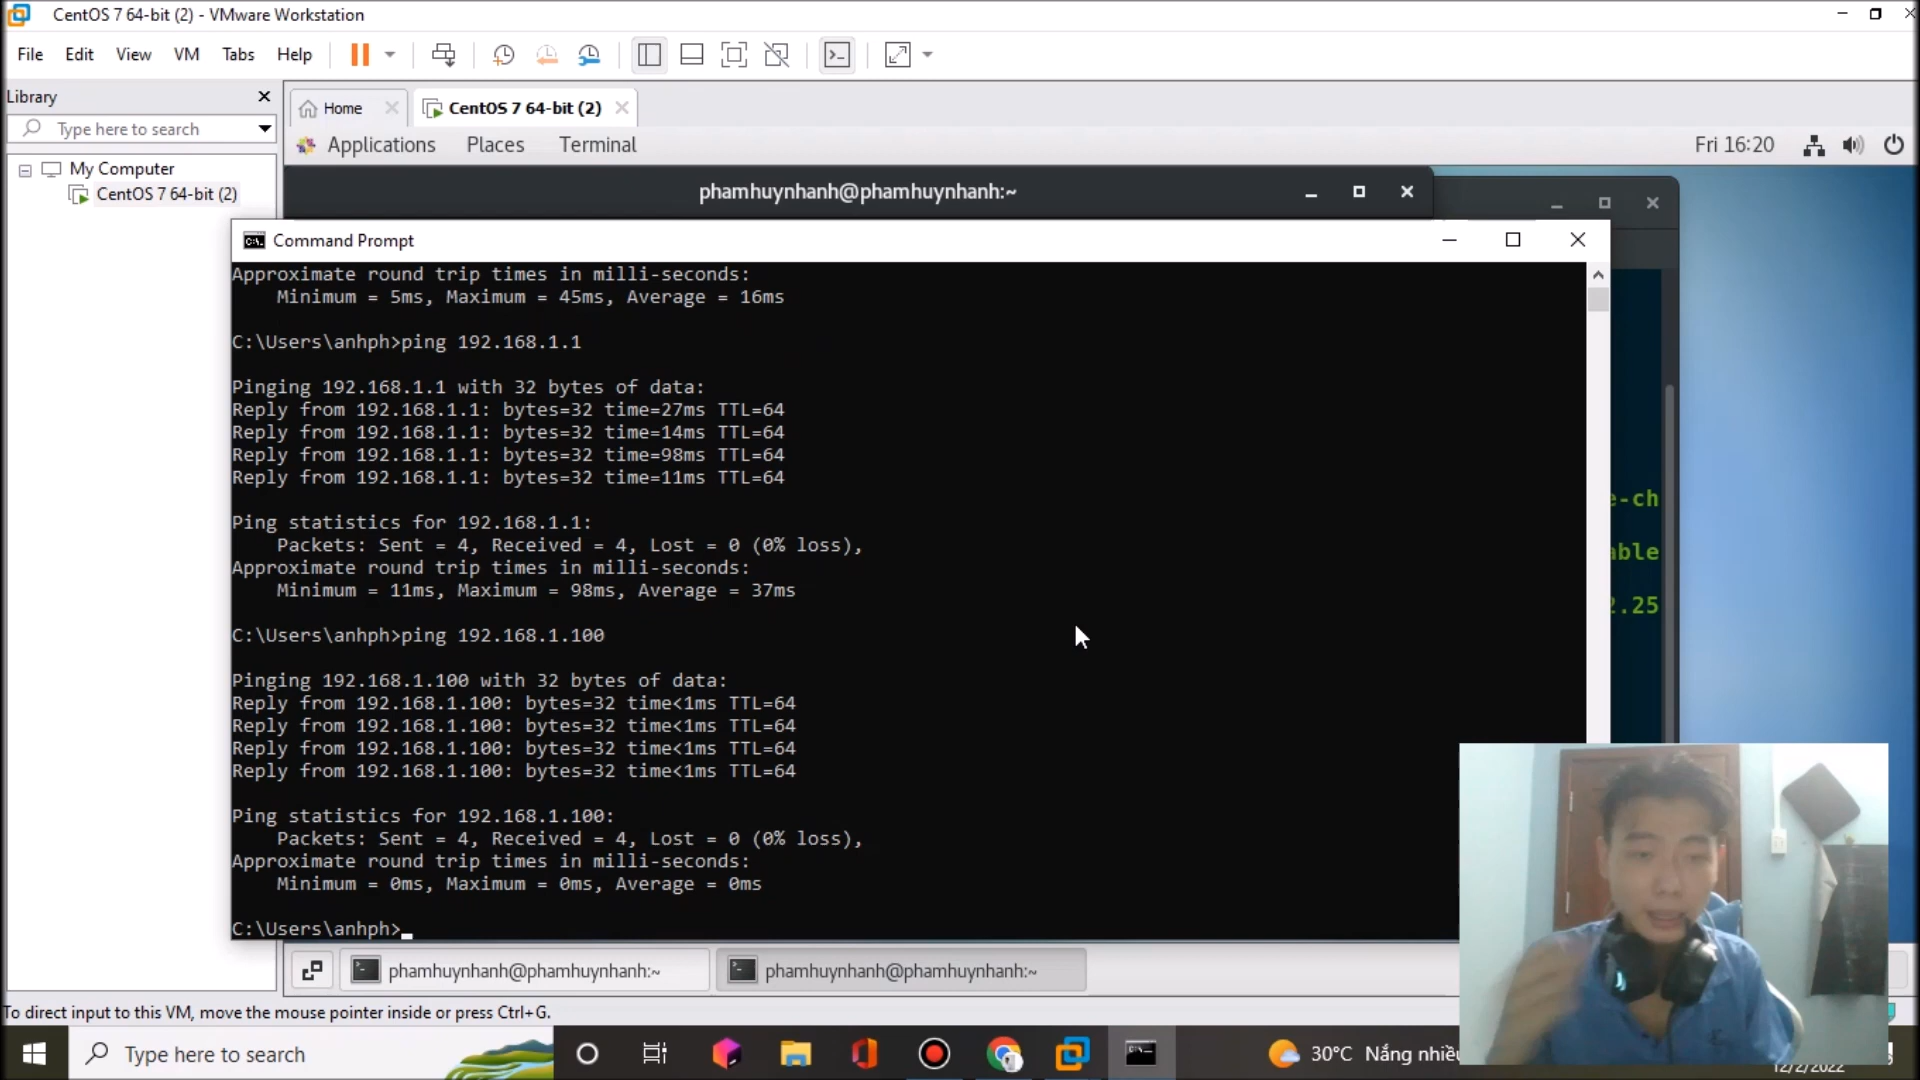 CentOS 7 64-bit (2) - VMware Workstation
File Edit View VM Tabs Help
Library
Type here to search
My Computer
CentOS 7 64-bit (2)
Home
CentOS 7 64-bit (2)
Applications Places Terminal
Fri 16:20
phamhuynhanh@phamhuynhanh:~
Command Prompt
Approximate round trip times in milli-seconds:
Minimum = 5ms, Maximum = 45ms, Average = 16ms
C:\Users\anhph>ping 192.168.1.1
Pinging 192.168.1.1 with 32 bytes of data:
Reply from 192.168.1.1: bytes=32 time=27ms TTL=64
Reply from 192.168.1.1: bytes=32 time=14ms TTL=64
Reply from 192.168.1.1: bytes=32 time=98ms TTL=64
Reply from 192.168.1.1: bytes=32 time=11ms TTL=64
Ping statistics for 192.168.1.1:
Packets: Sent = 4, Received = 4, Lost = 0 (0% loss),
Approximate round trip times in milli-seconds:
Minimum = 11ms, Maximum = 98ms, Average = 37ms
C:\Users\anhph>ping 192.168.1.100
Pinging 192.168.1.100 with 32 bytes of data:
Reply from 192.168.1.100: bytes=32 time<1ms TTL=64
Reply from 192.168.1.100: bytes=32 time<1ms TTL=64
Reply from 192.168.1.100: bytes=32 time<1ms TTL=64
Reply from 192.168.1.100: bytes=32 time<1ms TTL=64
Ping statistics for 192.168.1.100:
Packets: Sent = 4, Received = 4, Lost = 0 (0% loss),
Approximate round trip times in milli-seconds:
Minimum = 0ms, Maximum = 0ms, Average = 0ms
C:\Users\anhph>
e-ch
able
2.25
phamhuynhanh@phamhuynhanh:~
phamhuynhanh@phamhuynhanh:~
To direct input to this VM, move the mouse pointer inside or press Ctrl+G.
Type here to search
30°C Nắng nhiều
12/2/2022